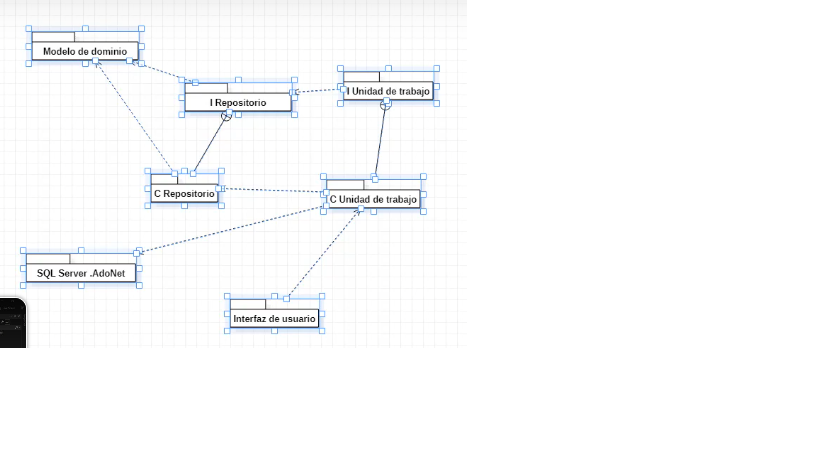 Modelo de dominio
I Repositorio
I Unidad de trabajo
C Repositorio
C Unidad de trabajo
SQL Server .AdoNet
Interfaz de usuario